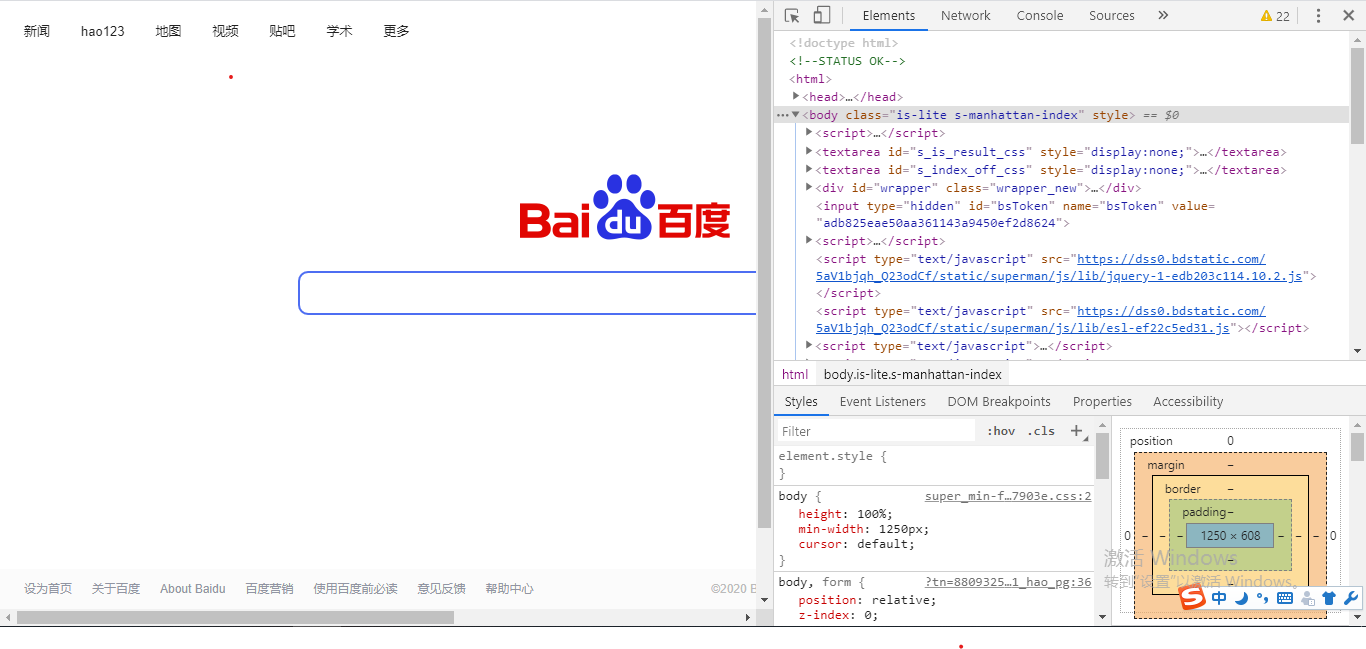 新闻 hao123 地图 视频 贴吧 学术 更多
Bai du 百度
设为首页 关于百度 About Baidu 百度营销 使用百度前必读 意见反馈 帮助中心 ©2020 B
Elements Network Console Sources » 22
<!doctype html>
<!--STATUS OK-->
<html>
<head>…</head>
<body class="is-lite s-manhattan-index" style> == $0
<script>…</script>
<textarea id="s_is_result_css" style="display:none;">…</textarea>
<textarea id="s_index_off_css" style="display:none;">…</textarea>
<div id="wrapper" class="wrapper_new">…</div>
<input type="hidden" id="bsToken" name="bsToken" value=
"adb825eae50aa361143a9450ef2d8624">
<script>…</script>
<script type="text/javascript" src="https://dss0.bdstatic.com/
5aV1bjqh_Q23odCf/static/superman/js/lib/jquery-1-edb203c114.10.2.js">
</script>
<script type="text/javascript" src="https://dss0.bdstatic.com/
5aV1bjqh_Q23odCf/static/superman/js/lib/esl-ef22c5ed31.js"></script>
<script type="text/javascript">…</script>
html body.is-lite.s-manhattan-index
Styles Event Listeners DOM Breakpoints Properties Accessibility
Filter :hov .cls +
element.style {
}
body { super_min-f…7903e.css:2
height: 100%;
min-width: 1250px;
cursor: default;
}
body, form { ?tn=8809325…1_hao_pg:36
position: relative;
z-index: 0;
position 0
margin –
border –
padding –
0 – – – 1250 × 608 – – – 0
–
–
激活 Windows
转到"设置"以激活 Windows。
S 中